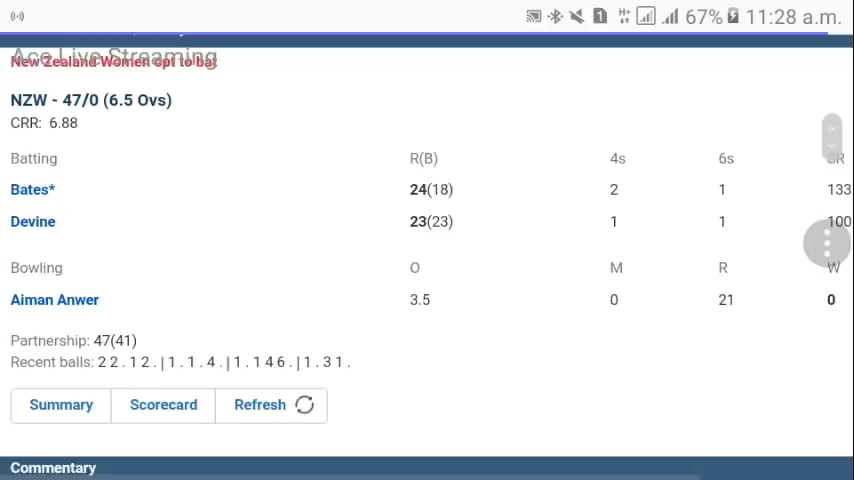 67% 11:28 a.m.
Ace Live Streaming
New Zealand Women opt to bat
NZW - 47/0 (6.5 Ovs)
CRR: 6.88
Batting R(B) 4s 6s SR
Bates* 24(18) 2 1 133
Devine 23(23) 1 1 100
Bowling O M R W
Aiman Anwer 3.5 0 21 0
Partnership: 47(41)
Recent balls: 2 2 . 1 2 . | 1 . 1 . 4 . | 1 . 1 4 6 . | 1 . 3 1 .
Summary Scorecard Refresh
Commentary